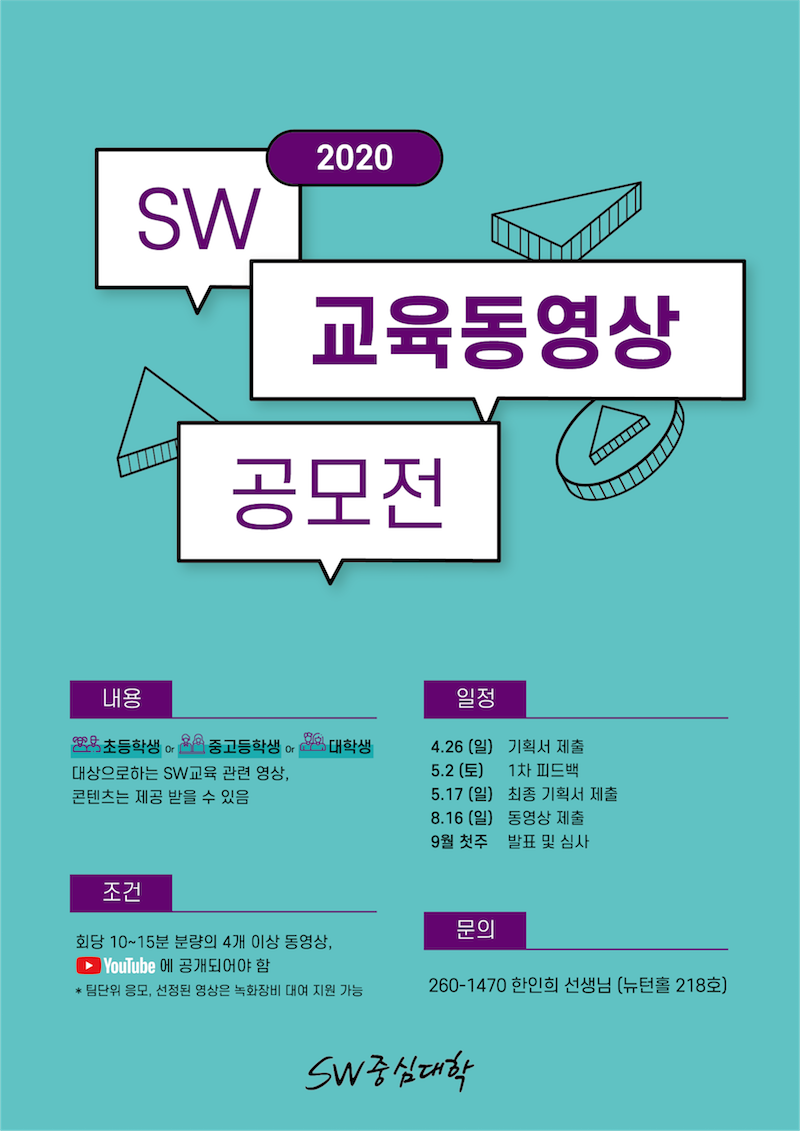 2020
SW
교육동영상
공모전
내용
초등학생 or 중고등학생 or 대학생
대상으로하는 SW교육 관련 영상,
콘텐츠는 제공 받을 수 있음
조건
회당 10~15분 분량의 4개 이상 동영상,
YouTube 에 공개되어야 함
* 팀단위 응모, 선정된 영상은 녹화장비 대여 지원 가능
일정
4.26 (일) 기획서 제출
5.2 (토) 1차 피드백
5.17 (일) 최종 기획서 제출
8.16 (일) 동영상 제출
9월 첫주 발표 및 심사
문의
260-1470 한인희 선생님 (뉴턴홀 218호)
SW중심대학